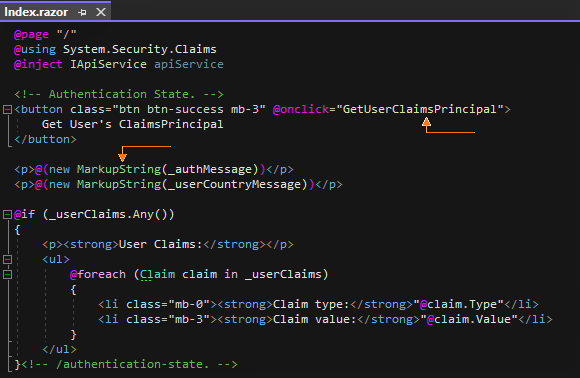 Index.razor
@page "/"
@using System.Security.Claims
@inject IApiService apiService
<!-- Authentication State. -->
<button class="btn btn-success mb-3" @onclick="GetUserClaimsPrincipal">
Get User's ClaimsPrincipal
</button>
<p>@(new MarkupString(_authMessage))</p>
<p>@(new MarkupString(_userCountryMessage))</p>
@if (_userClaims.Any())
{
<p><strong>User Claims:</strong></p>
<ul>
@foreach (Claim claim in _userClaims)
{
<li class="mb-0"><strong>Claim type:</strong>"@claim.Type"</li>
<li class="mb-3"><strong>Claim value:</strong>"@claim.Value"</li>
}
</ul>
}<!-- /authentication-state. -->